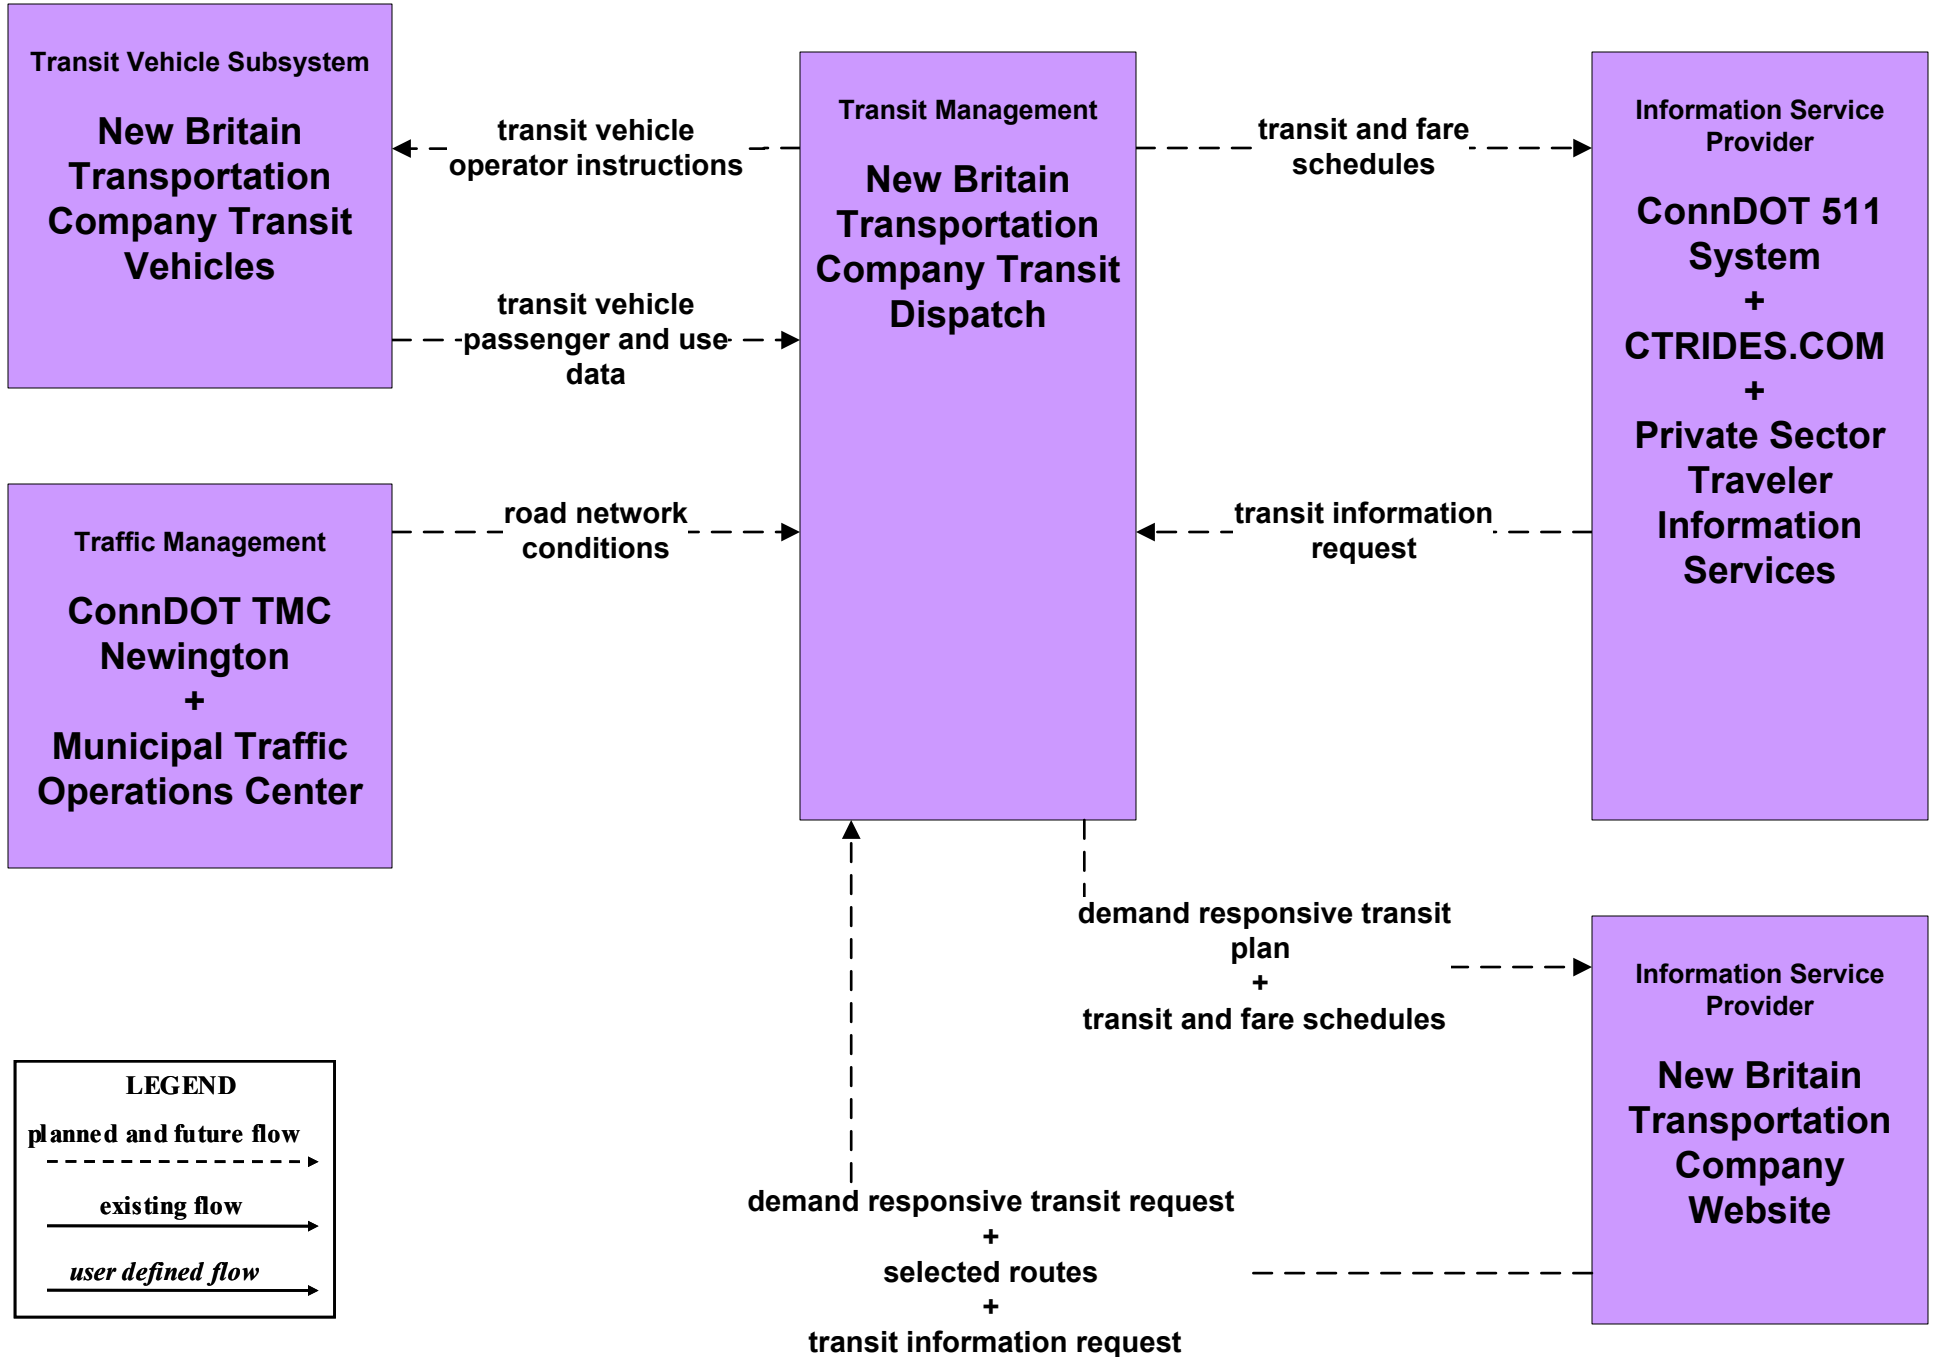 Transit Vehicle Subsystem
New Britain
Transportation
Company Transit
Vehicles
transit vehicle
operator instructions
transit vehicle
passenger and use
data
Transit Management
New Britain
Transportation
Company Transit
Dispatch
transit and fare
schedules
transit information
request
Information Service
Provider
ConnDOT 511
System
+
CTRIDES.COM
+
Private Sector
Traveler
Information
Services
Traffic Management
ConnDOT TMC
Newington
+
Municipal Traffic
Operations Center
road network
conditions
demand responsive transit
plan
+
transit and fare schedules
Information Service
Provider
New Britain
Transportation
Company
Website
demand responsive transit request
+
selected routes
+
transit information request
LEGEND
planned and future flow
existing flow
user defined flow